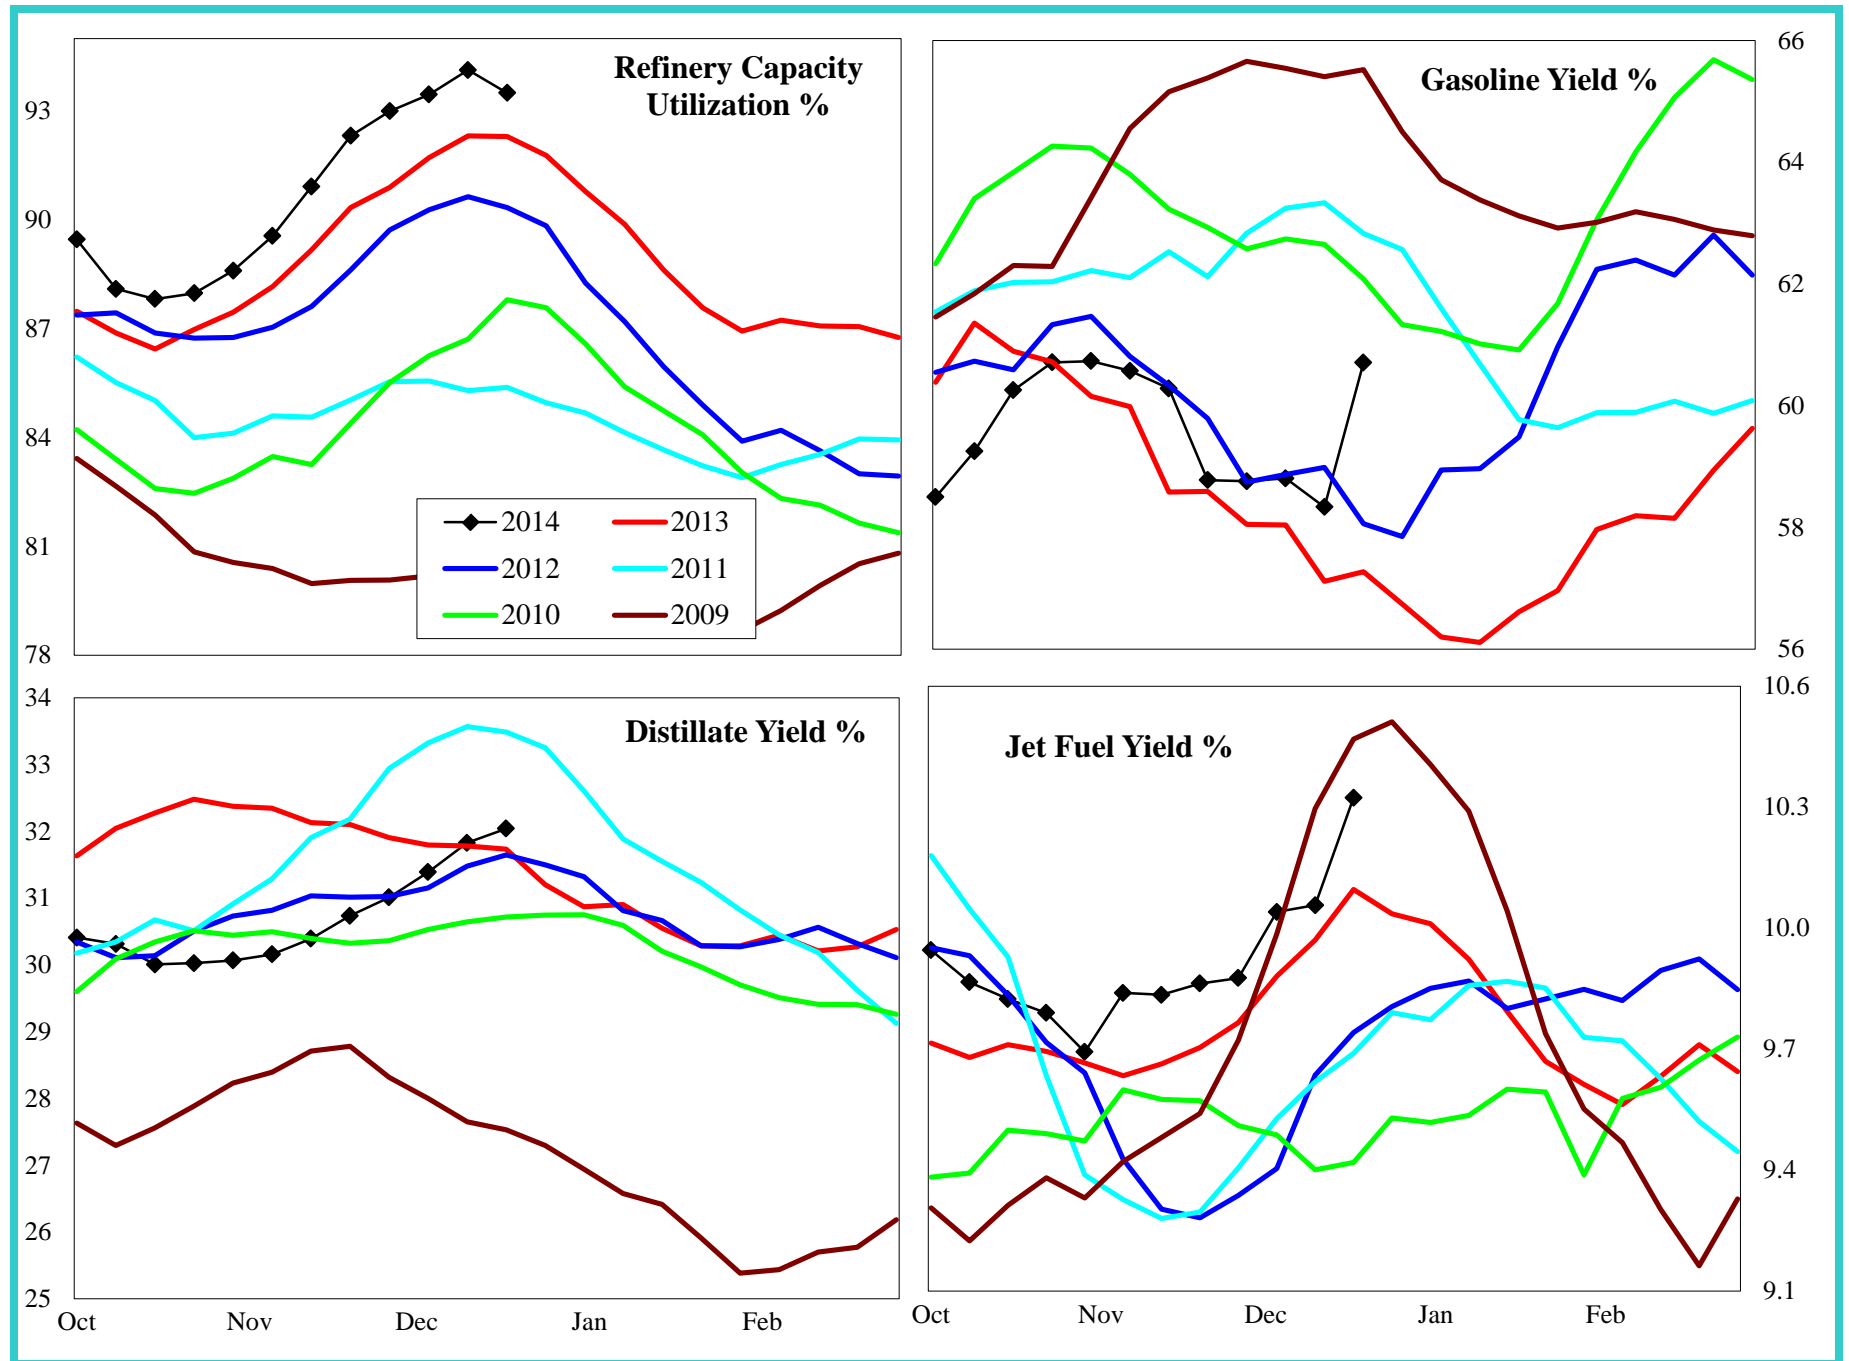 Refinery Capacity
Utilization %
93
90
87
84
81
78
2014
2013
2012
2011
2010
2009
Gasoline Yield %
66
64
62
60
58
56
Distillate Yield %
34
33
32
31
30
29
28
27
26
25
Oct
Nov
Dec
Jan
Feb
Jet Fuel Yield %
10.6
10.3
10.0
9.7
9.4
9.1
Oct
Nov
Dec
Jan
Feb